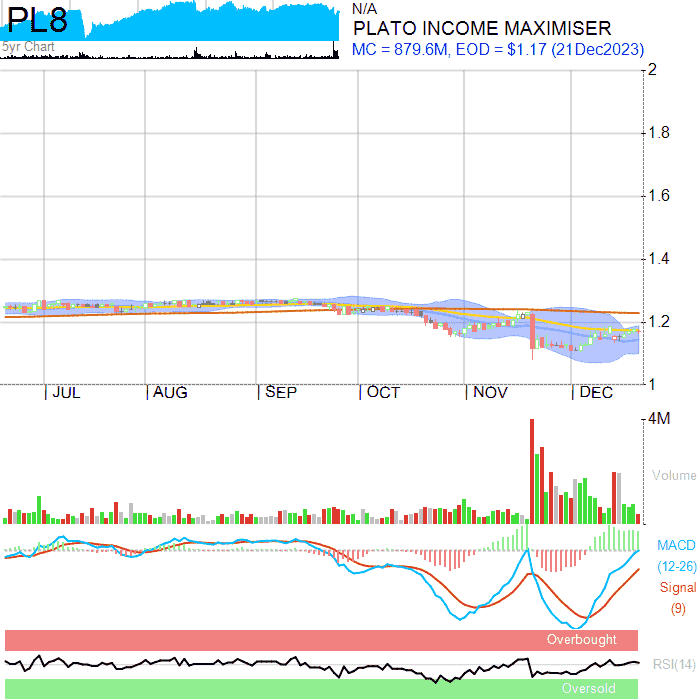 PL8
N/A
PLATO INCOME MAXIMISER
5yr Chart
MC = 879.6M, EOD = $1.17 (21Dec2023)
2
1.8
1.6
1.4
1.2
1
JUL AUG SEP OCT NOV DEC
4M
Volume
MACD
(12-26)
Signal
(9)
Overbought
RSI(14)
Oversold